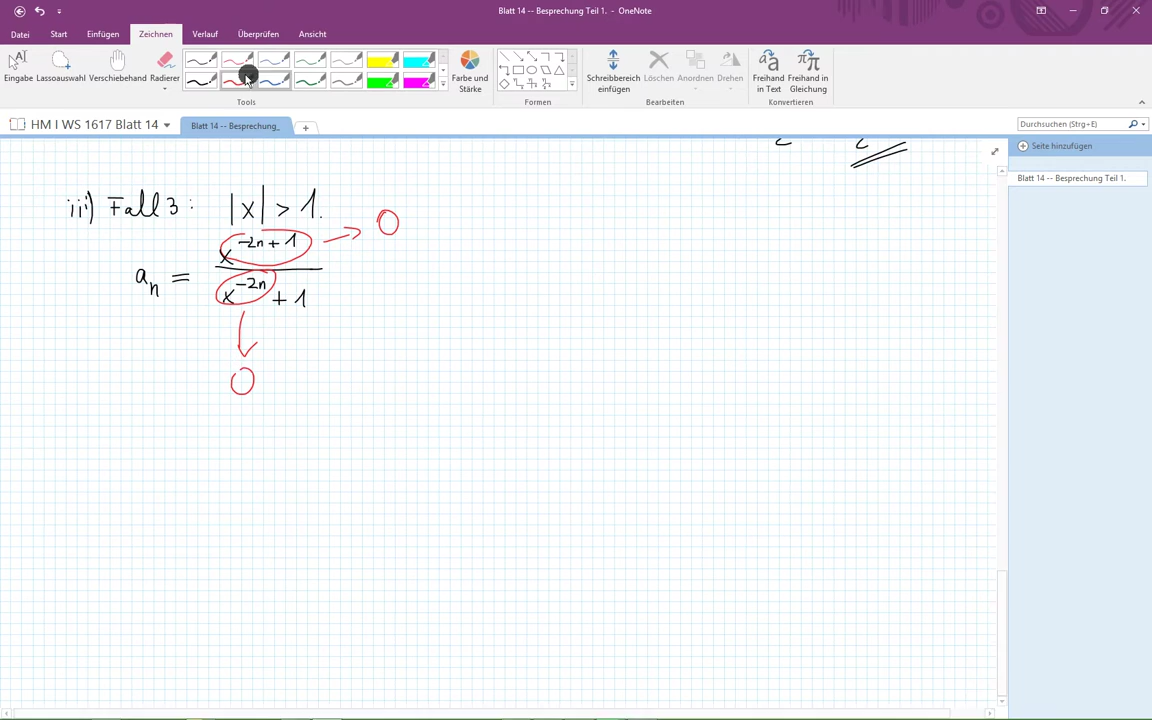 Blatt 14 -- Besprechung Teil 1. - OneNote
Datei Start Einfügen Zeichnen Verlauf Überprüfen Ansicht
Eingabe Lassoauswahl Verschiebehand Radierer
Farbe und Stärke
Schreibbereich einfügen
Löschen Anordnen Drehen
Freihand in Text
Freihand in Gleichung
Tools Formen Bearbeiten Konvertieren
HM I WS 1617 Blatt 14
Blatt 14 -- Besprechung_
Durchsuchen (Strg+E)
Seite hinzufügen
Blatt 14 -- Besprechung Teil 1.
iii) Fall 3: |x| > 1.
x^{-2n+1} → 0
a_n =
x^{-2n} + 1
↓
0